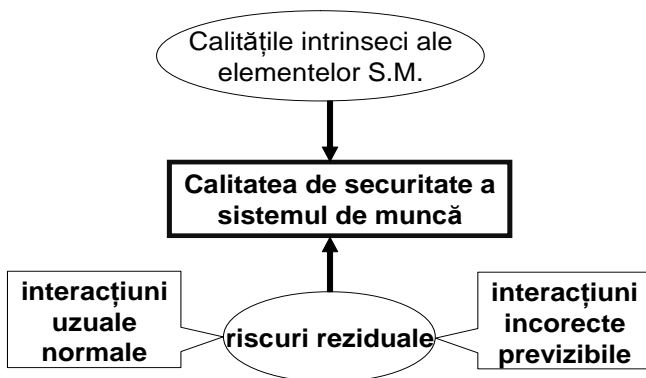 Calitățile intrinseci ale
elementelor S.M.
Calitatea de securitate a
sistemul de muncă
interacțiuni
uzuale
normale
riscuri reziduale
interacțiuni
incorecte
previzibile